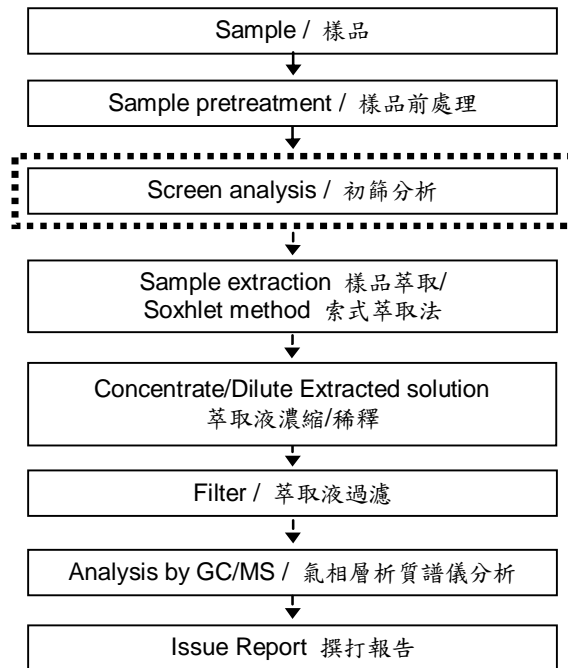 Sample / 樣品
Sample pretreatment / 樣品前處理
Screen analysis / 初篩分析
Sample extraction 樣品萃取/
Soxhlet method 索式萃取法
Concentrate/Dilute Extracted solution
萃取液濃縮/稀釋
Filter / 萃取液過濾
Analysis by GC/MS / 氣相層析質譜儀分析
Issue Report 撰打報告